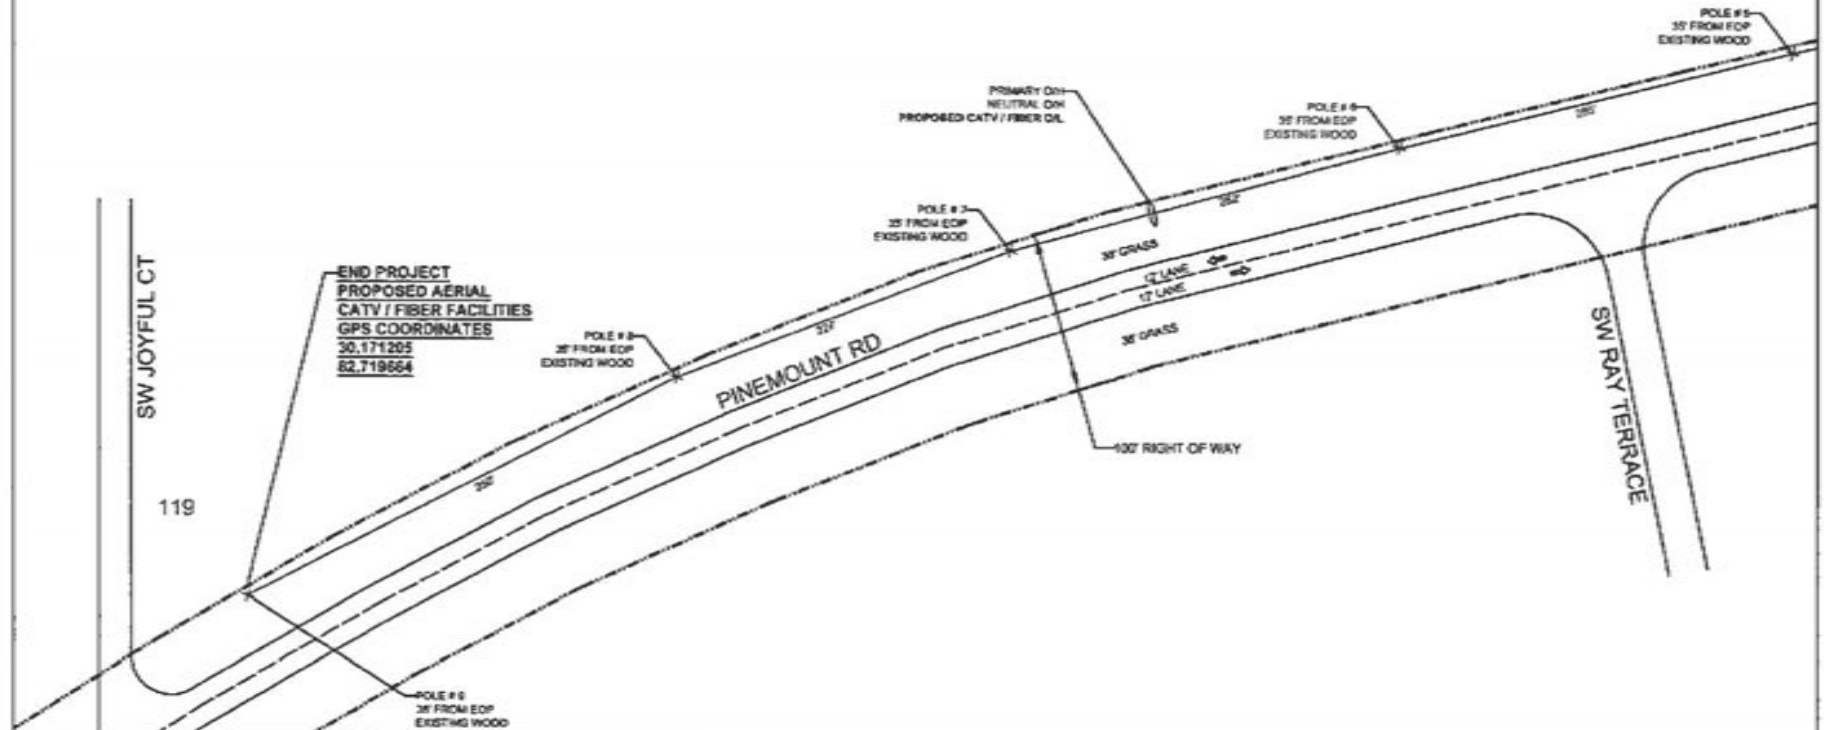 POLE # 5
35' FROM EOP
EXISTING WOOD
PRIMARY O/H
NEUTRAL O/H
PROPOSED CATV / FIBER O/L
POLE # 6
35' FROM EOP
EXISTING WOOD
POLE # 7
35' FROM EOP
EXISTING WOOD
30' GRASS
12' LANE
12' LANE
GRASS
END PROJECT
PROPOSED AERIAL
CATV / FIBER FACILITIES
GPS COORDINATES
30.171205
82.719664
SW JOYFUL CT
POLE # 8
35' FROM EOP
EXISTING WOOD
PINEMOUNT RD
SW RAY TERRACE
100' RIGHT OF WAY
119
POLE # 9
FROM EOP
EXISTING WOOD